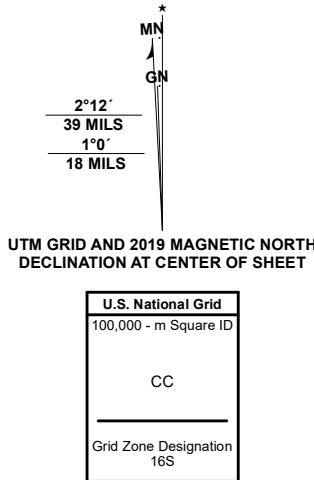 ★
MN
GN
2°12´
39 MILS
1°0´
18 MILS
UTM GRID AND 2019 MAGNETIC NORTH
DECLINATION AT CENTER OF SHEET
U.S. National Grid
100,000 - m Square ID
CC
Grid Zone Designation
16S